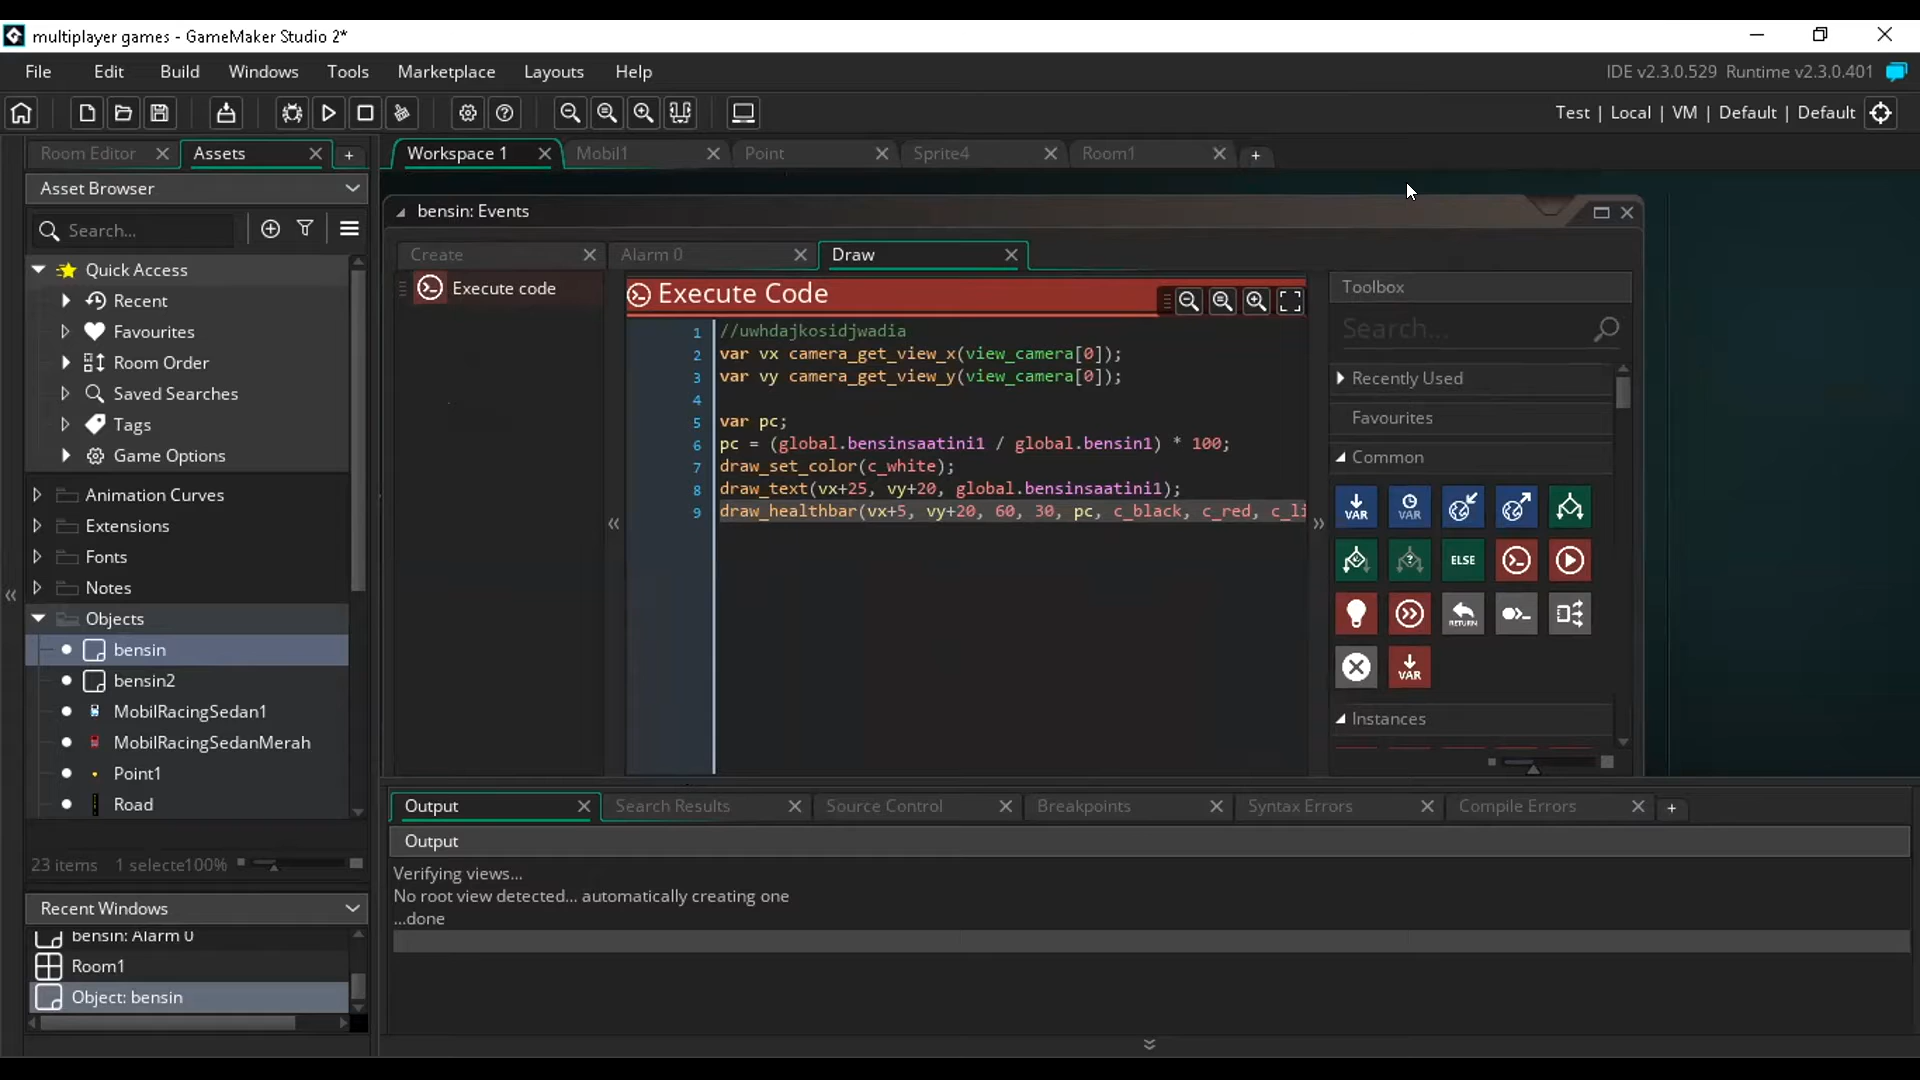 multiplayer games - GameMaker Studio 2*
File Edit Build Windows Tools Marketplace Layouts Help
IDE v2.3.0.529 Runtime v2.3.0.401
Test | Local | VM | Default | Default
Room Editor
Assets
Workspace 1
Mobil1
Point
Sprite4
Room1
Asset Browser
Search...
Quick Access
Recent
Favourites
Room Order
Saved Searches
Tags
Game Options
Animation Curves
Extensions
Fonts
Notes
Objects
bensin
bensin2
MobilRacingSedan1
MobilRacingSedanMerah
Point1
Road
23 items 1 selecte100%
Recent Windows
bensin: Alarm 0
Room1
Object: bensin
bensin: Events
Create
Alarm 0
Draw
Execute code
Execute Code
1 //uwhdajkosidjwadia
2 var vx camera_get_view_x(view_camera[0]);
3 var vy camera_get_view_y(view_camera[0]);
4
5 var pc;
6 pc = (global.bensinsaatini1 / global.bensin1) * 100;
7 draw_set_color(c_white);
8 draw_text(vx+25, vy+20, global.bensinsaatini1);
9 draw_healthbar(vx+5, vy+20, 60, 30, pc, c_black, c_red, c_li
Toolbox
Search...
Recently Used
Favourites
Common
VAR
VAR
ELSE
RETURN
VAR
Instances
Output
Search Results
Source Control
Breakpoints
Syntax Errors
Compile Errors
Output
Verifying views...
No root view detected... automatically creating one
...done